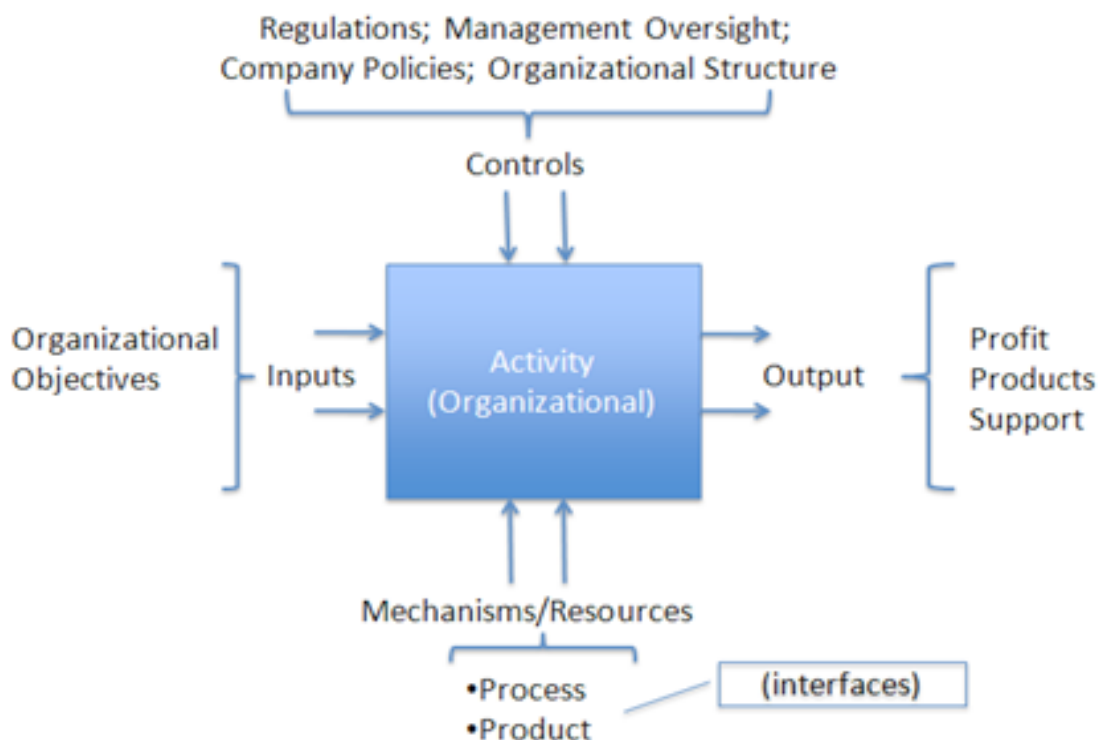 Regulations; Management Oversight;
Company Policies; Organizational Structure
Controls
Organizational
Objectives
Inputs
Activity
(Organizational)
Output
Profit
Products
Support
Mechanisms/Resources
•Process
•Product
(interfaces)